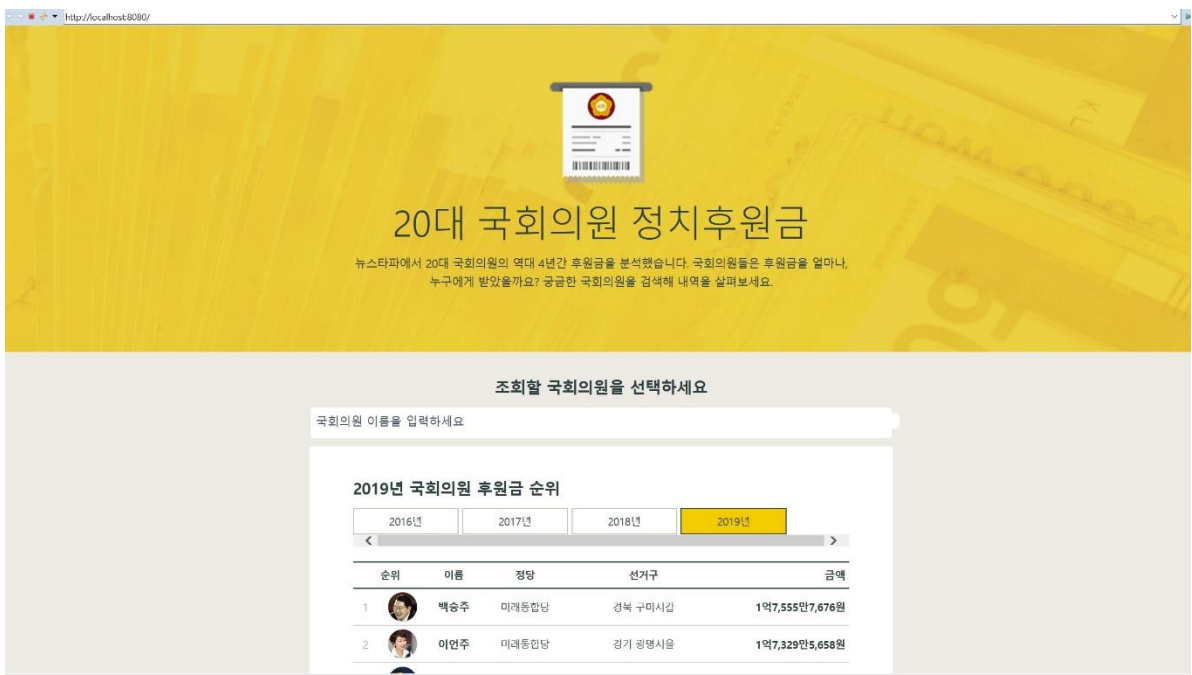 http://localhost:8080/
20대 국회의원 정치후원금
뉴스타파에서 20대 국회의원의 역대 4년간 후원금을 분석했습니다. 국회의원들은 후원금을 얼마나,
누구에게 받았을까요? 궁금한 국회의원을 검색해 내역을 살펴보세요.
조회할 국회의원을 선택하세요
국회의원 이름을 입력하세요
2019년 국회의원 후원금 순위
2016년 2017년 2018년 2019년
순위 이름 정당 선거구 금액
1 백승주 미래통합당 경북 구미시갑 1억7,555만7,676원
2 이언주 미래통합당 경기 광명시을 1억7,329만5,658원